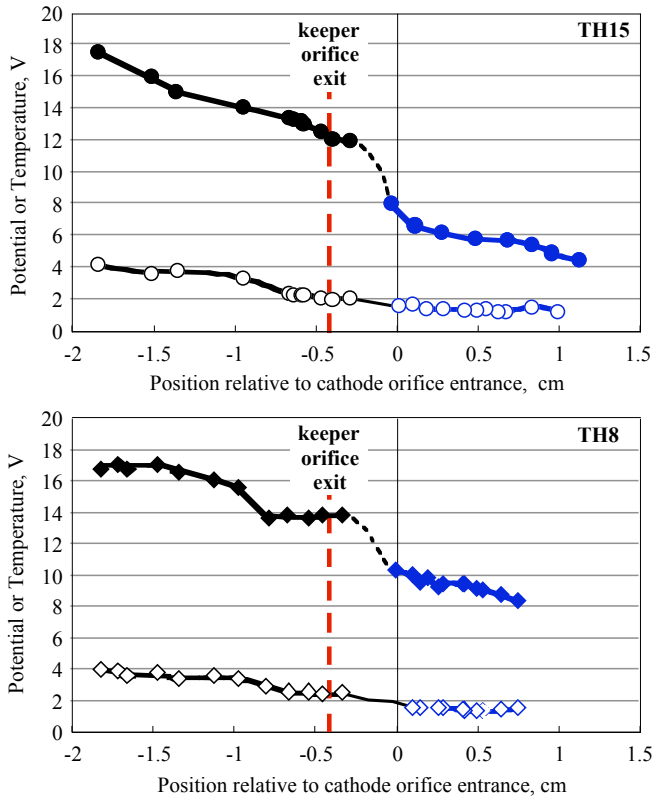 TH15
keeper
orifice
exit
Potential or Temperature, V
20
18
16
14
12
10
8
6
4
2
0
-2 -1.5 -1 -0.5 0 0.5 1 1.5
Position relative to cathode orifice entrance, cm
TH8
keeper
orifice
exit
Potential or Temperature, V
20
18
16
14
12
10
8
6
4
2
0
-2 -1.5 -1 -0.5 0 0.5 1 1.5
Position relative to cathode orifice entrance, cm